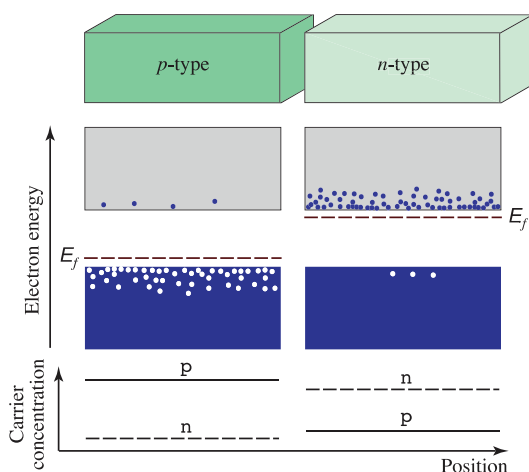 p-type
n-type
Electron energy
E_f
E_f
Carrier
concentration
p
n
n
p
Position